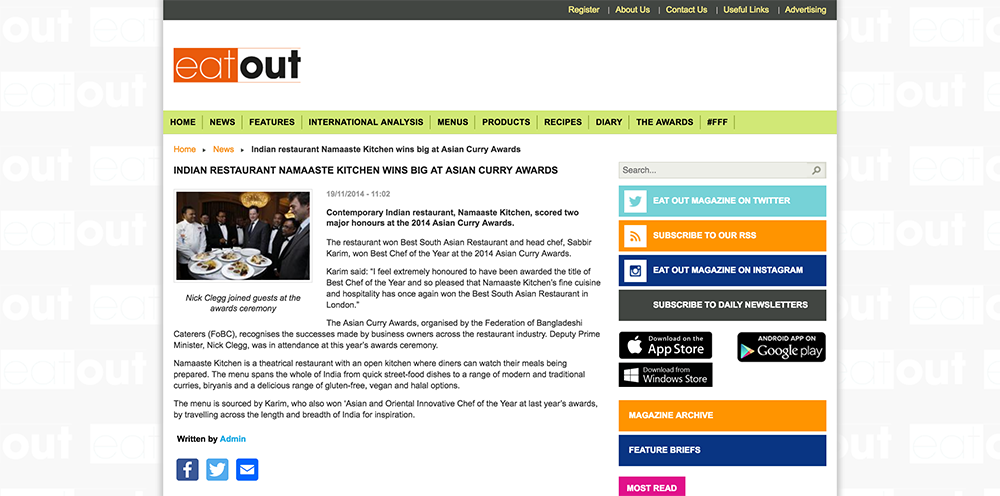 Register | About Us | Contact Us | Useful Links | Advertising
eatout
HOME | NEWS | FEATURES | INTERNATIONAL ANALYSIS | MENUS | PRODUCTS | RECIPES | DIARY | THE AWARDS | #FFF |
Home ▸ News ▸ Indian restaurant Namaaste Kitchen wins big at Asian Curry Awards
INDIAN RESTAURANT NAMAASTE KITCHEN WINS BIG AT ASIAN CURRY AWARDS
19/11/2014 - 11:02
Contemporary Indian restaurant, Namaaste Kitchen, scored two
major honours at the 2014 Asian Curry Awards.
The restaurant won Best South Asian Restaurant and head chef, Sabbir
Karim, won Best Chef of the Year at the 2014 Asian Curry Awards.
Karim said: “I feel extremely honoured to have been awarded the title of
Best Chef of the Year and so pleased that Namaaste Kitchen's fine cuisine
and hospitality has once again won the Best South Asian Restaurant in
London.”
Nick Clegg joined guests at the
awards ceremony
The Asian Curry Awards, organised by the Federation of Bangladeshi
Caterers (FoBC), recognises the successes made by business owners across the restaurant industry. Deputy Prime
Minister, Nick Clegg, was in attendance at this year's awards ceremony.
Namaaste Kitchen is a theatrical restaurant with an open kitchen where diners can watch their meals being
prepared. The menu spans the whole of India from quick street-food dishes to a range of modern and traditional
curries, biryanis and a delicious range of gluten-free, vegan and halal options.
The menu is sourced by Karim, who also won 'Asian and Oriental Innovative Chef of the Year at last year's awards,
by travelling across the length and breadth of India for inspiration.
Written by Admin
Search...
EAT OUT MAGAZINE ON TWITTER
SUBSCRIBE TO OUR RSS
EAT OUT MAGAZINE ON INSTAGRAM
SUBSCRIBE TO DAILY NEWSLETTERS
Download on the
App Store
ANDROID APP ON
Google play
Download from
Windows Store
MAGAZINE ARCHIVE
FEATURE BRIEFS
MOST READ